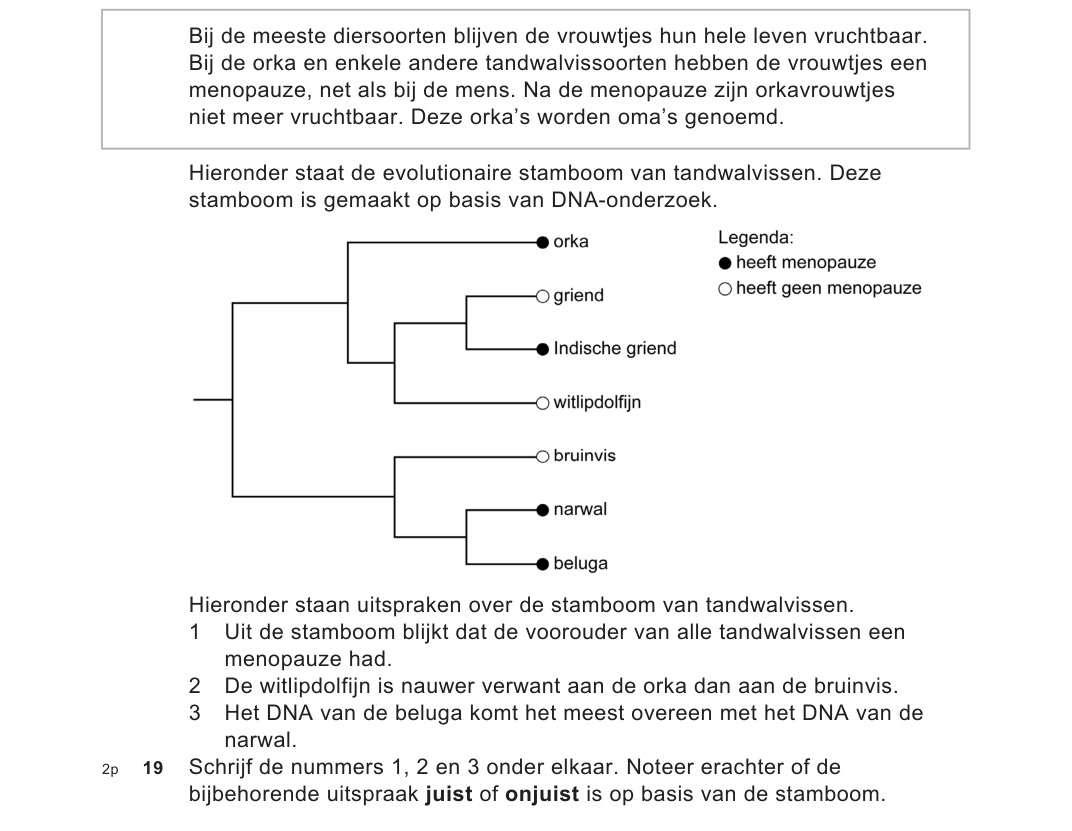 Bij de meeste diersoorten blijven de vrouwtjes hun hele leven vruchtbaar.
Bij de orka en enkele andere tandwalvissoorten hebben de vrouwtjes een
menopauze, net als bij de mens. Na de menopauze zijn orkavrouwtjes
niet meer vruchtbaar. Deze orka’s worden oma’s genoemd.
Hieronder staat de evolutionaire stamboom van tandwalvissen. Deze
stamboom is gemaakt op basis van DNA-onderzoek.
orka
griend
Indische griend
witlipdolfijn
bruinvis
narwal
beluga
Legenda:
heeft menopauze
heeft geen menopauze
Hieronder staan uitspraken over de stamboom van tandwalvissen.
1 Uit de stamboom blijkt dat de voorouder van alle tandwalvissen een
menopauze had.
2 De witlipdolfijn is nauwer verwant aan de orka dan aan de bruinvis.
3 Het DNA van de beluga komt het meest overeen met het DNA van de
narwal.
2p 19 Schrijf de nummers 1, 2 en 3 onder elkaar. Noteer erachter of de
bijbehorende uitspraak juist of onjuist is op basis van de stamboom.